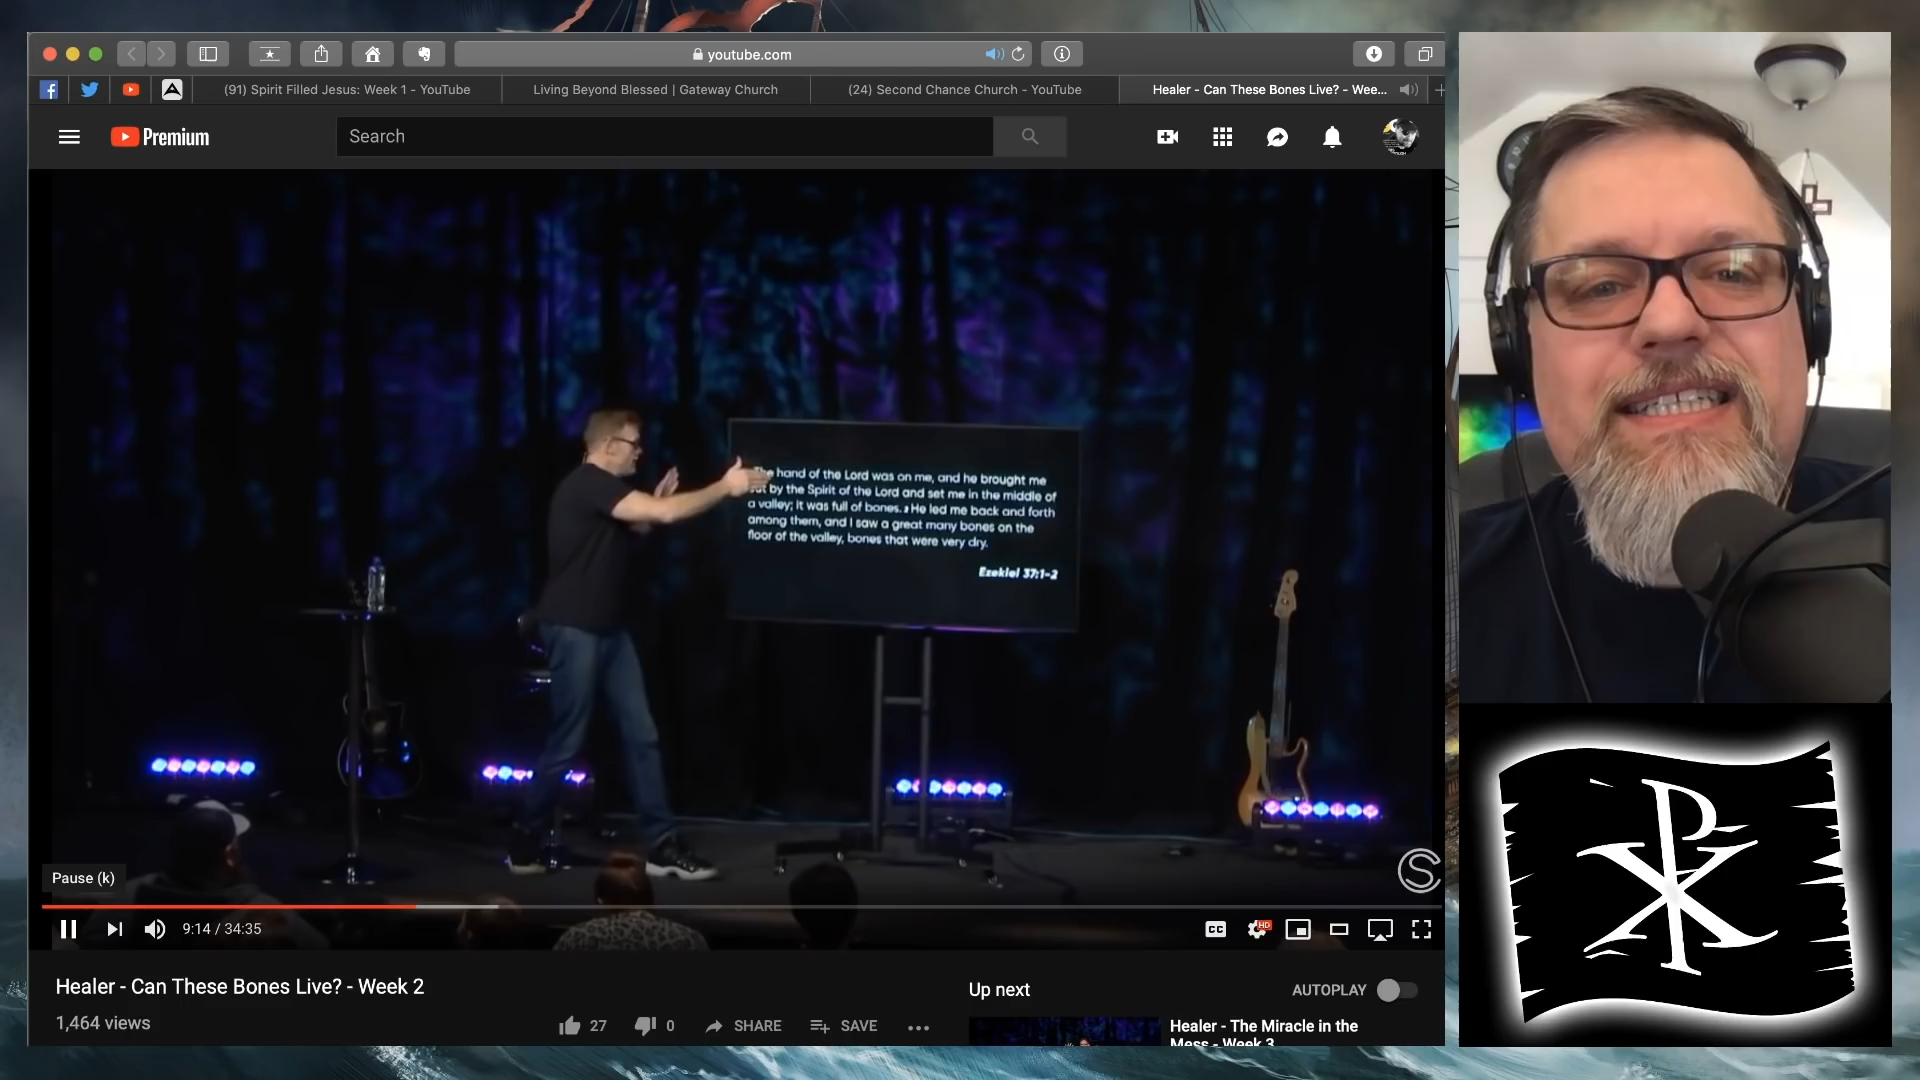 youtube.com
(91) Spirit Filled Jesus: Week 1 - YouTube
Living Beyond Blessed | Gateway Church
(24) Second Chance Church - YouTube
Healer - Can These Bones Live? - Wee...
Premium
Search
The hand of the Lord was on me, and he brought me
out by the Spirit of the Lord and set me in the middle of
a valley; it was full of bones. 2 He led me back and forth
among them, and I saw a great many bones on the
floor of the valley, bones that were very dry.
Ezekiel 37:1-2
Pause (k)
9:14 / 34:35
CC
HD
Healer - Can These Bones Live? - Week 2
1,464 views
27
0
SHARE
SAVE
Up next
AUTOPLAY
Healer - The Miracle in the
Mess - Week 3